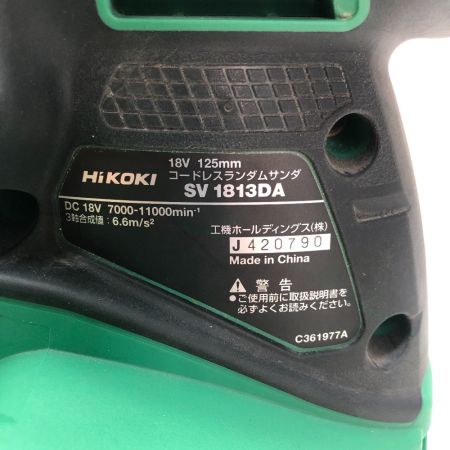 18V 125mm
HiKOKI コードレスランダムサンダ
SV 1813DA
DC 18V 7000-11000min⁻¹
3軸合成値：6.6m/s²
工機ホールディングス(株)
J 420790
Made in China
⚠ 警告
●ご使用前に取扱説明書を
必ずよくお読みください。
C361977A